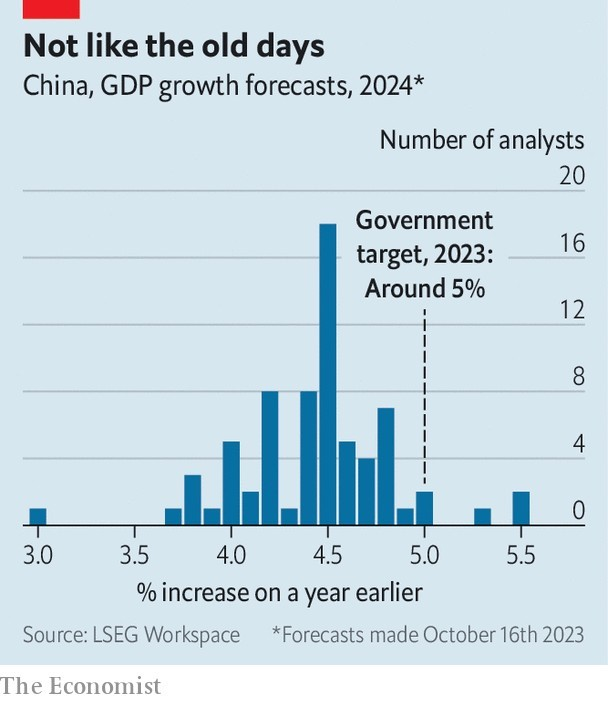 Not like the old days
China, GDP growth forecasts, 2024*
Number of analysts
20
Government
target, 2023:
Around 5%
16
12
8
4
0
3.0 3.5 4.0 4.5 5.0 5.5
% increase on a year earlier
Source: LSEG Workspace *Forecasts made October 16th 2023
The Economist